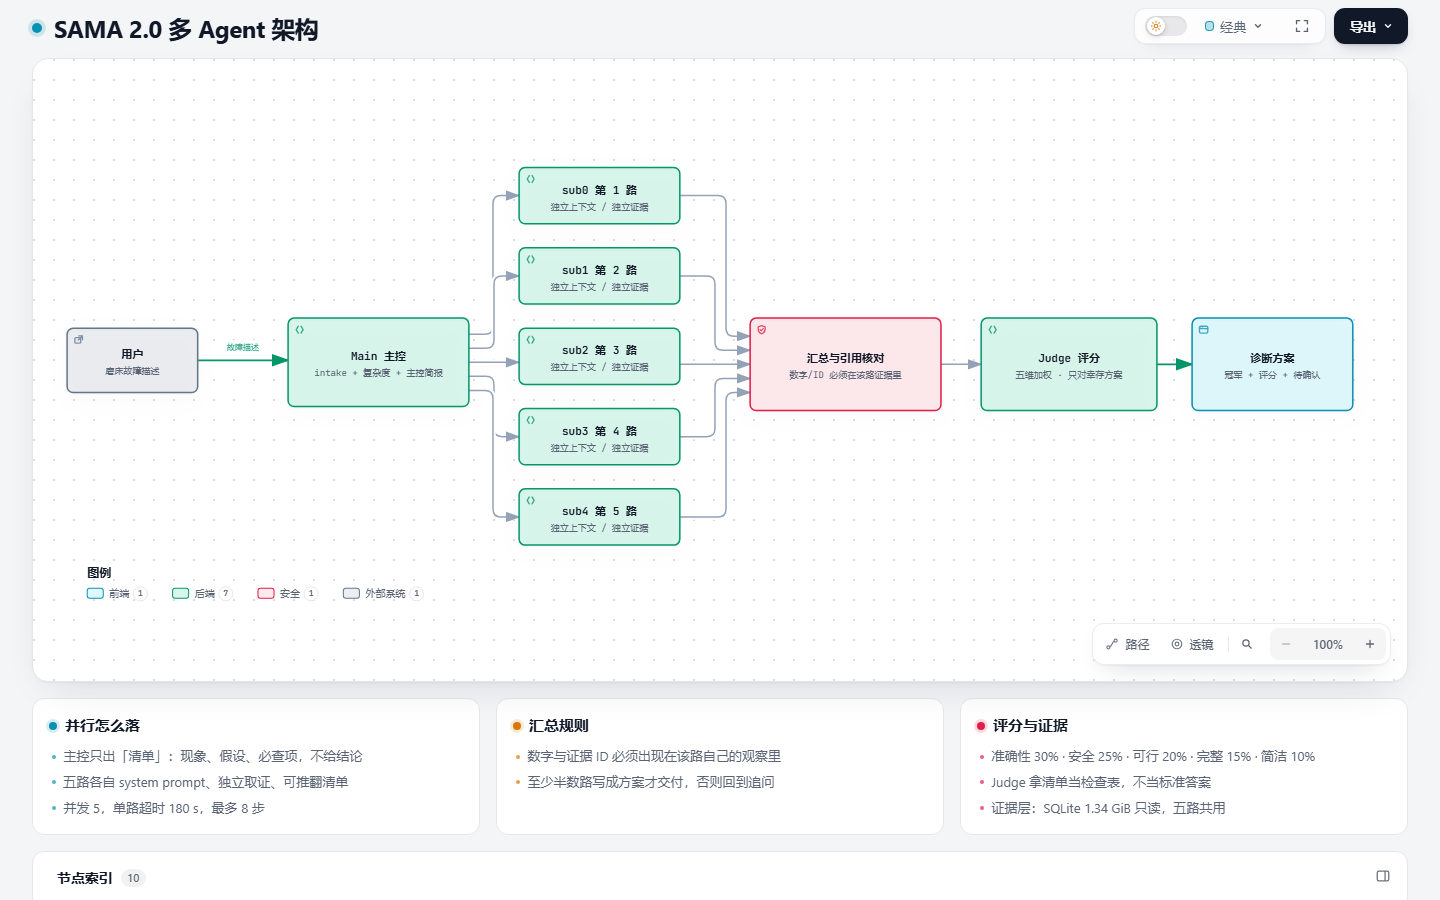 SAMA 2.0 多 Agent 架构
经典
导出
sub0 第 1 路
独立上下文 / 独立证据
sub1 第 2 路
独立上下文 / 独立证据
用户
磨床故障描述
故障描述
Main 主控
intake + 复杂度 + 主控简报
sub2 第 3 路
独立上下文 / 独立证据
汇总与引用核对
数字/ID 必须在该路证据里
Judge 评分
五维加权 · 只对幸存方案
诊断方案
冠军 + 评分 + 待确认
sub3 第 4 路
独立上下文 / 独立证据
sub4 第 5 路
独立上下文 / 独立证据
图例
前端 1
后端 7
安全 1
外部系统 1
路径
透镜
100%
并行怎么落
主控只出「清单」：现象、假设、必查项，不给结论
五路各自 system prompt、独立取证、可推翻清单
并发 5，单路超时 180 s，最多 8 步
汇总规则
数字与证据 ID 必须出现在该路自己的观察里
至少半数路写成方案才交付，否则回到追问
评分与证据
准确性 30% · 安全 25% · 可行 20% · 完整 15% · 简洁 10%
Judge 拿清单当检查表，不当标准答案
证据层：SQLite 1.34 GiB 只读，五路共用
节点索引 10